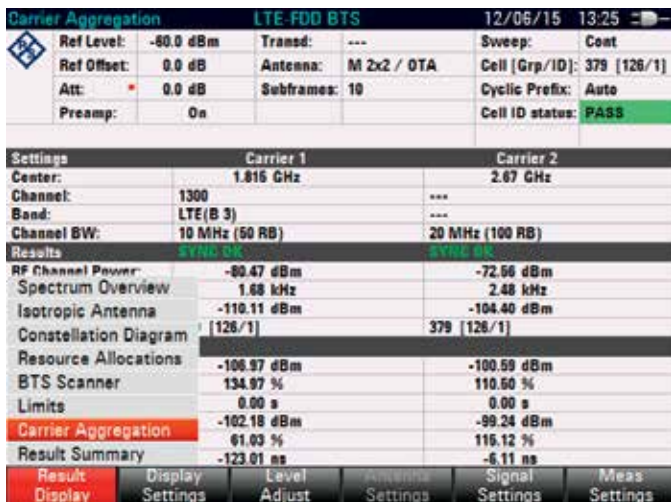 Carrier Aggregation LTE-FDD BTS 12/06/15 13:25
Ref Level: -60.0 dBm Transd: --- Sweep: Cont
Ref Offset: 0.0 dB Antenna: M 2x2 / OTA Cell [Grp/ID]: 379 [126/1]
Att: 0.0 dB Subframes: 10 Cyclic Prefix: Auto
Preamp: On Cell ID status: PASS
Settings Carrier 1 Carrier 2
Center: 1.815 GHz 2.67 GHz
Channel: 1300 ---
Band: LTE(B 3) ---
Channel BW: 10 MHz (50 RB) 20 MHz (100 RB)
Results SYNC OK SYNC OK
RF Channel Power: -80.47 dBm -72.56 dBm
Spectrum Overview 1.68 kHz 2.48 kHz
Isotropic Antenna -110.11 dBm -104.40 dBm
Constellation Diagram [126/1] 379 [126/1]
Resource Allocations
-106.97 dBm -100.59 dBm
BTS Scanner 134.97 % 110.60 %
Limits 0.00 s 0.00 s
Carrier Aggregation -102.18 dBm -99.24 dBm
61.03 % 115.12 %
Result Summary -123.01 ns -6.11 ns
Result Display Level Antenna Signal Meas
Display Settings Adjust Settings Settings Settings